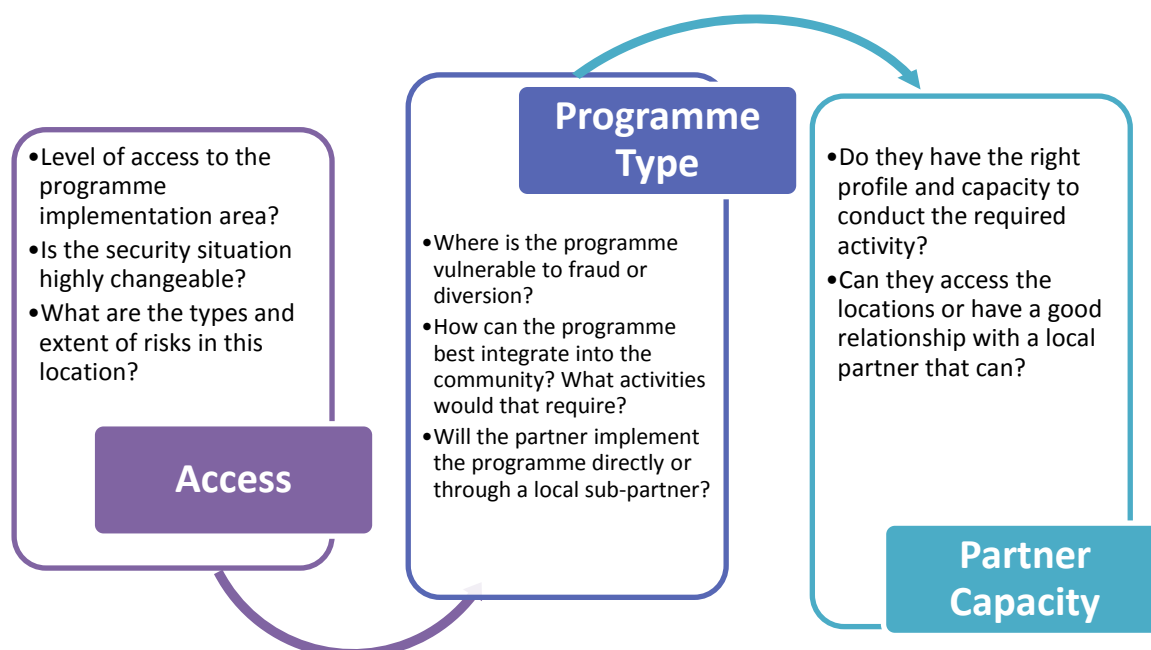 •Level of access to the
programme
implementation area?
•Is the security situation
highly changeable?
•What are the types and
extent of risks in this
location?
Access
Programme
Type
•Where is the programme
vulnerable to fraud or
diversion?
•How can the programme
best integrate into the
community? What activities
would that require?
•Will the partner implement
the programme directly or
through a local sub-partner?
•Do they have the right
profile and capacity to
conduct the required
activity?
•Can they access the
locations or have a good
relationship with a local
partner that can?
Partner
Capacity